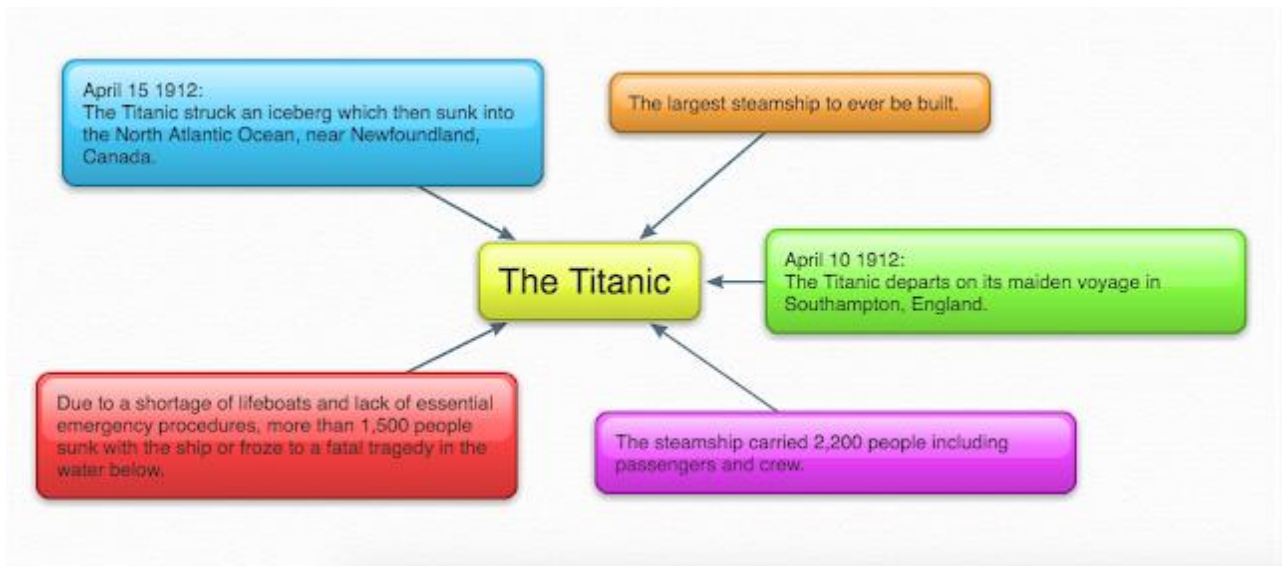 April 15 1912:
The Titanic struck an iceberg which then sunk into
the North Atlantic Ocean, near Newfoundland,
Canada.
The largest steamship to ever be built.
The Titanic
April 10 1912:
The Titanic departs on its maiden voyage in
Southampton, England.
Due to a shortage of lifeboats and lack of essential
emergency procedures, more than 1,500 people
sunk with the ship or froze to a fatal tragedy in the
water below.
The steamship carried 2,200 people including
passengers and crew.